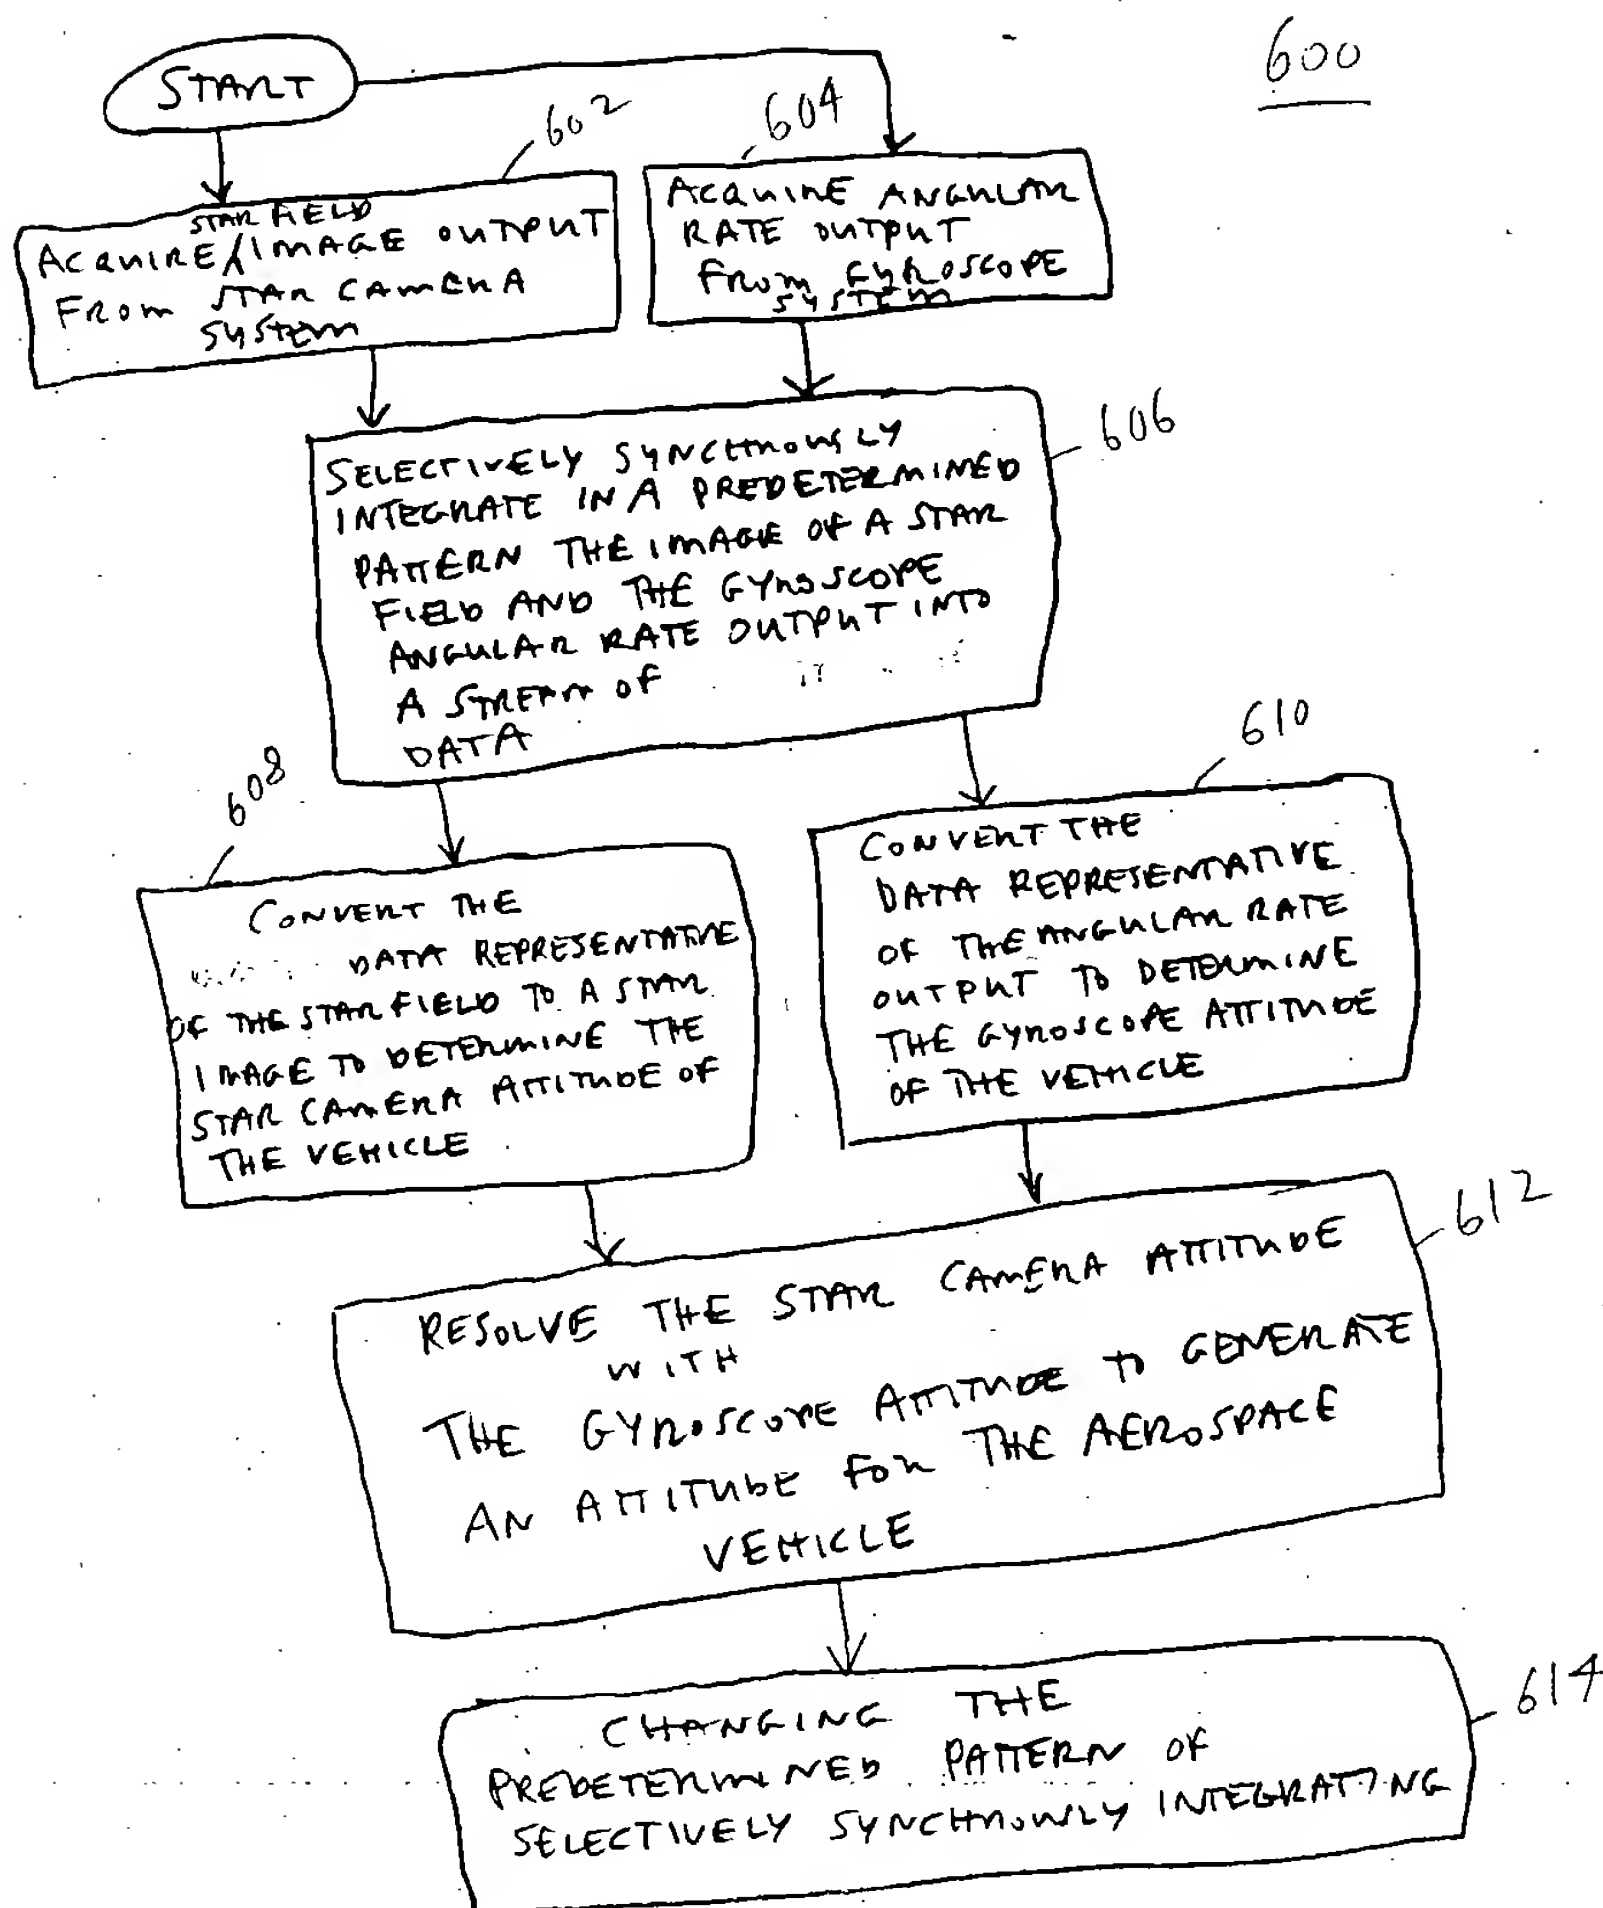 600
START
602
604
STAR FIELD
ACQUIRE IMAGE OUTPUT
FROM STAR CAMERA
SYSTEM
ACQUIRE ANGULAR
RATE OUTPUT
FROM GYROSCOPE
SYSTEM
606
SELECTIVELY SYNCHROUSLY
INTEGRATE IN A PREDETERMINED
PATTERN THE IMAGE OF A STAR
FIELD AND THE GYROSCOPE
ANGULAR RATE OUTPUT INTO
A STREAM OF
DATA
608
610
CONVERT THE
DATA REPRESENTATIVE
OF THE STAR FIELD TO A STAR
IMAGE TO DETERMINE THE
STAR CAMERA ATTITUDE OF
THE VEHICLE
CONVERT THE
DATA REPRESENTATIVE
OF THE ANGULAR RATE
OUTPUT TO DETERMINE
THE GYROSCOPE ATTITUDE
OF THE VEHICLE
612
RESOLVE THE STAR CAMERA ATTITUDE
WITH
THE GYROSCOPE ATTITUDE TO GENERATE
AN ATTITUDE FOR THE AEROSPACE
VEHICLE
614
CHANGING THE
PREDETERMINED PATTERN OF
SELECTIVELY SYNCHROUSLY INTEGRATING